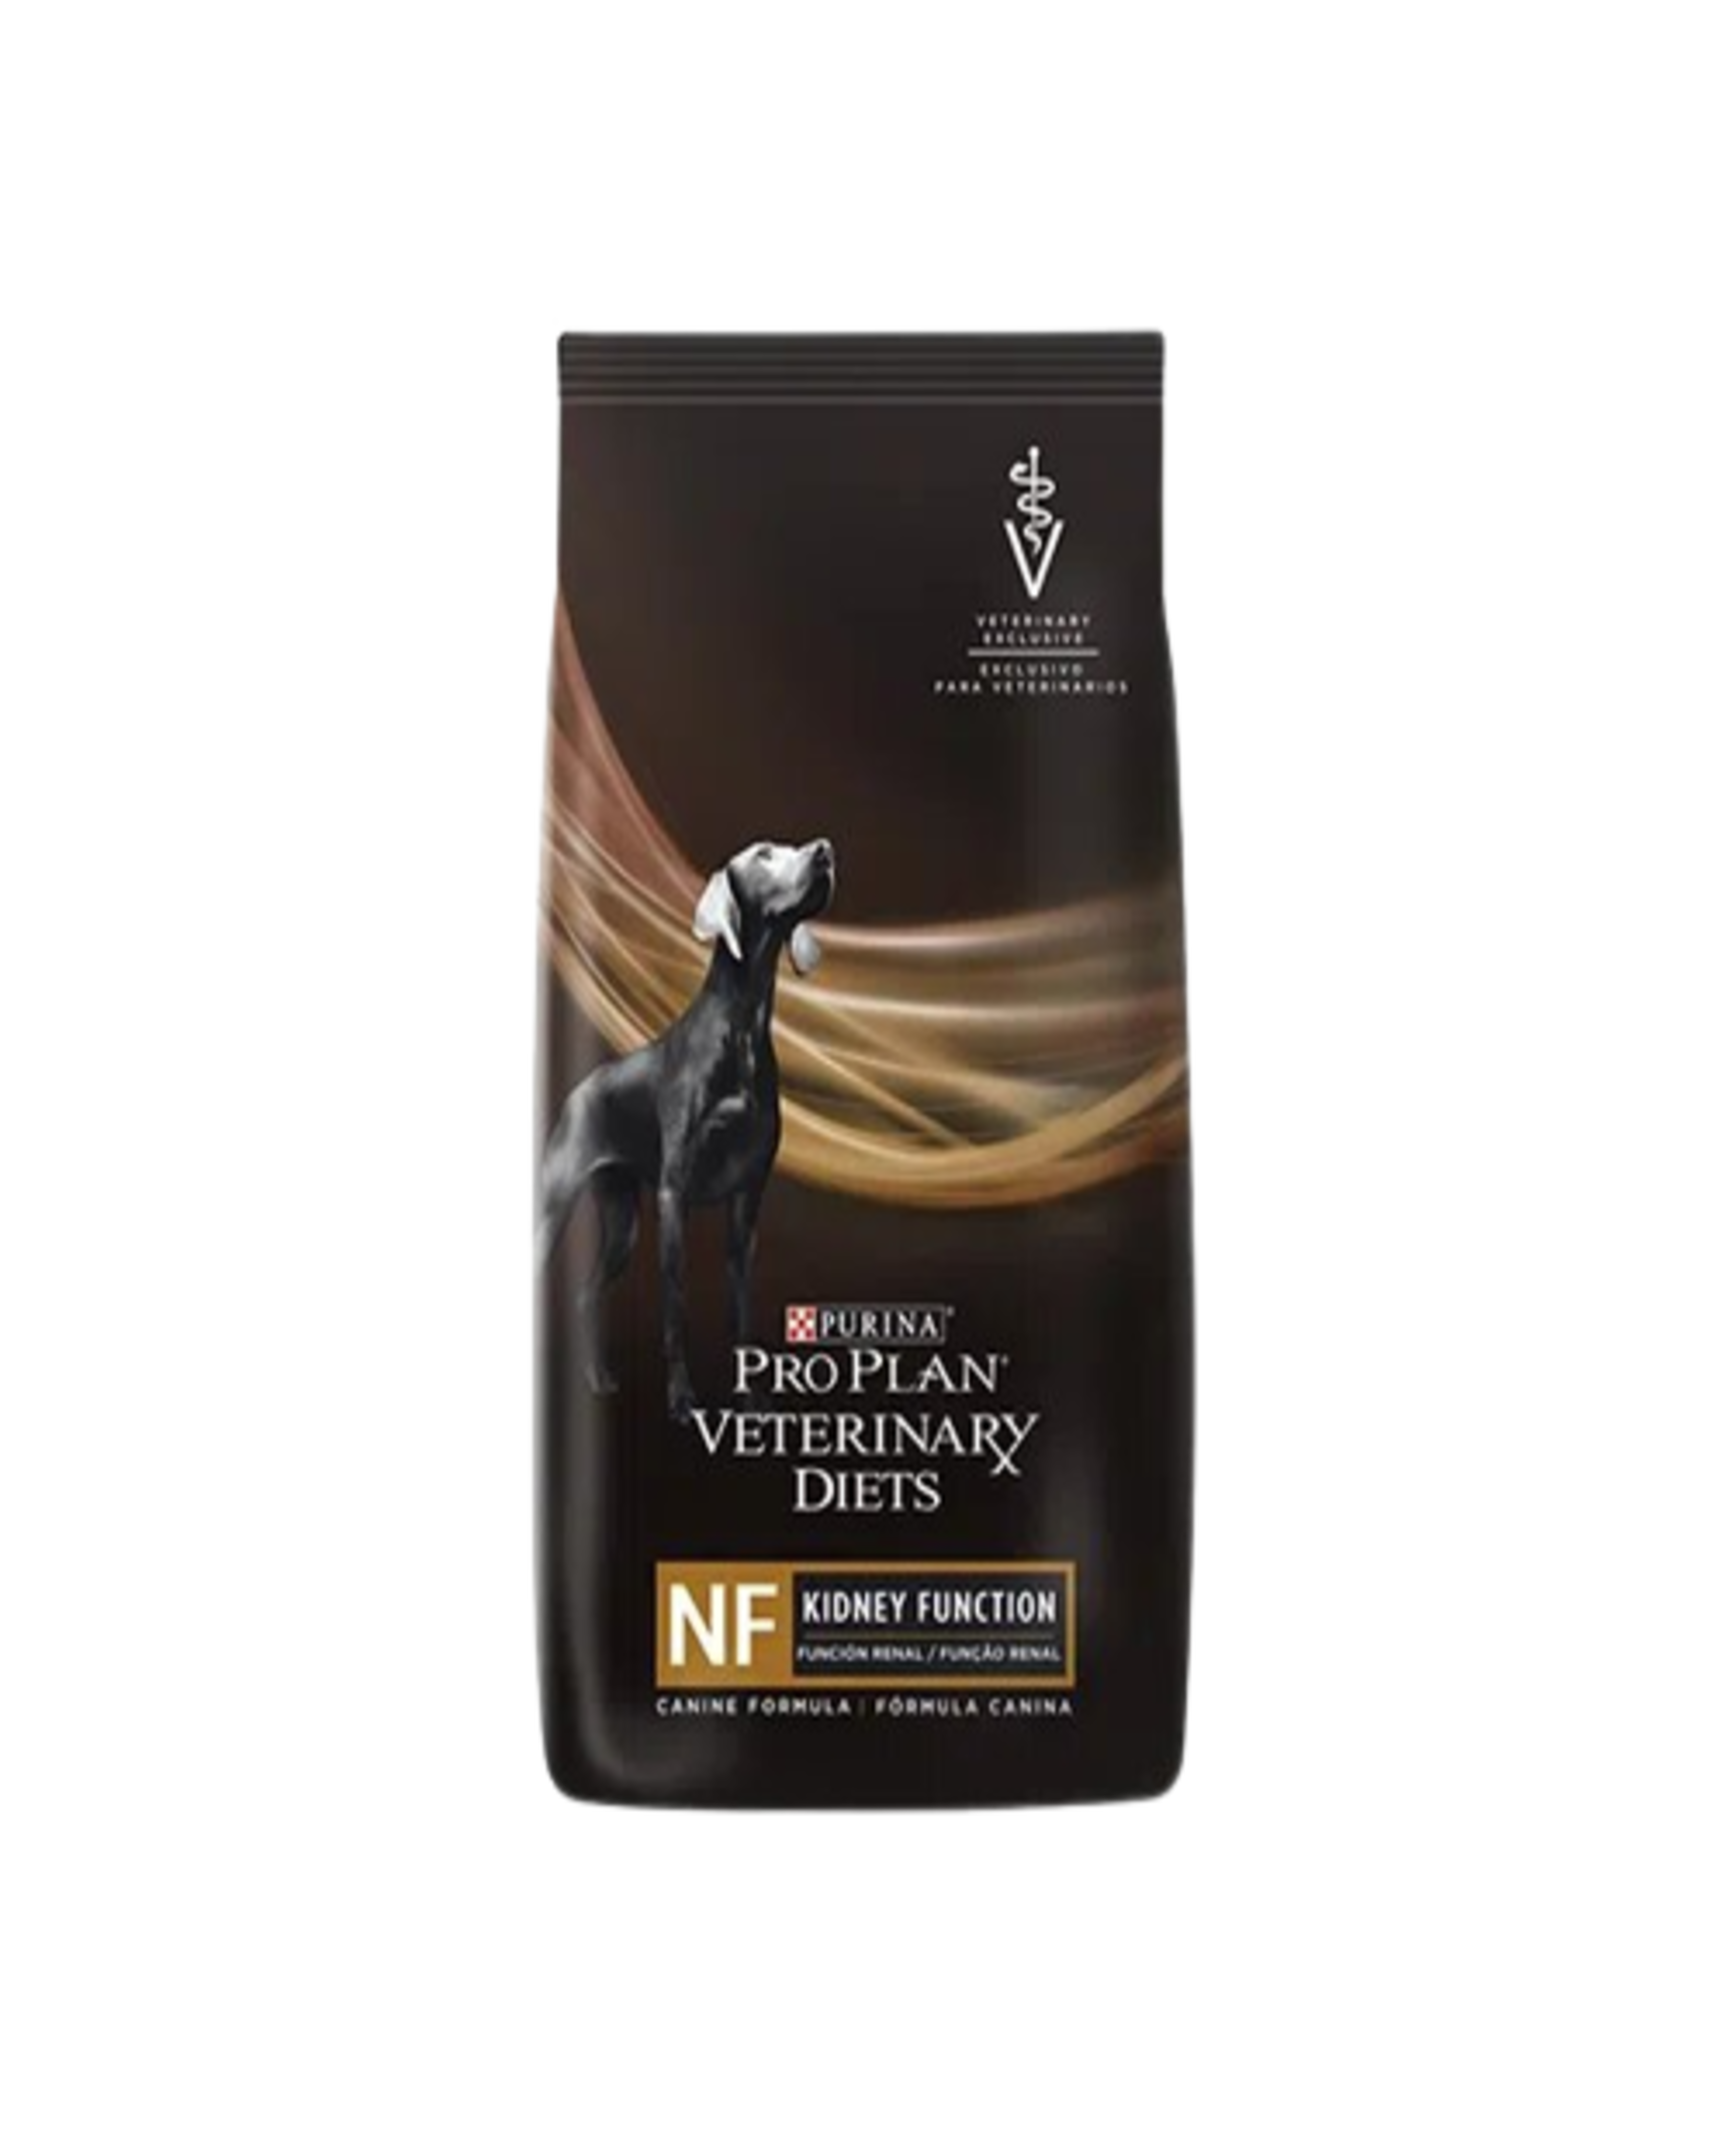 VETERINARY
EXCLUSIVE
EXCLUSIVO
PARA VETERINARIOS
PURINA®
PRO PLAN®
VETERINARY
DIETS
NF KIDNEY FUNCTION
FUNCIÓN RENAL / FUNÇÃO RENAL
CANINE FORMULA | FÓRMULA CANINA